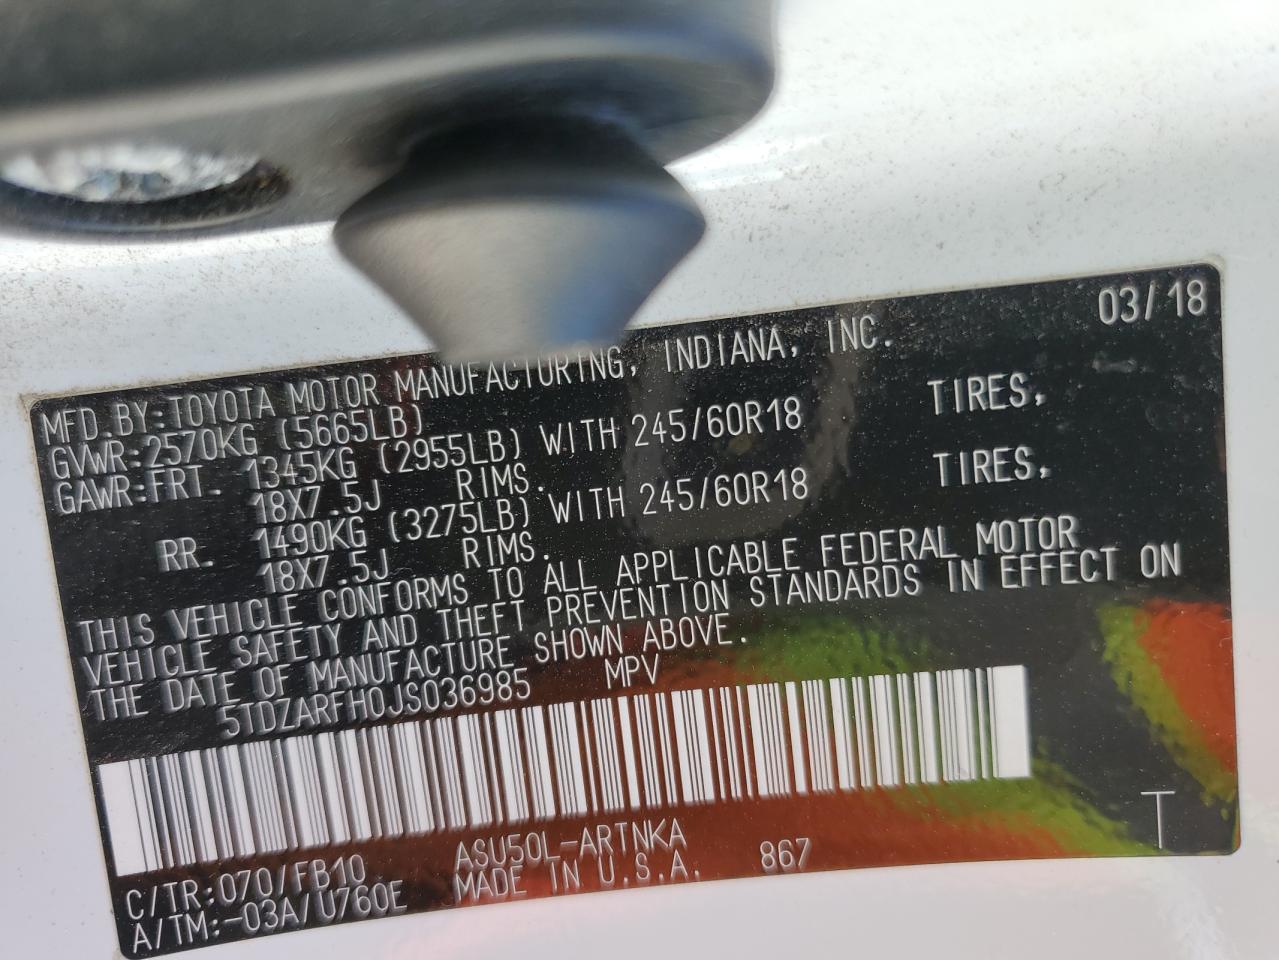 03/18
MFD.BY:TOYOTA MOTOR MANUFACTURING, INDIANA, INC.
GVWR:2570KG (5665LB)
GAWR:FRT. 1345KG (2955LB) WITH 245/60R18 TIRES,
18X7.5J RIMS.
RR. 1490KG (3275LB) WITH 245/60R18 TIRES,
18X7.5J RIMS.
THIS VEHICLE CONFORMS TO ALL APPLICABLE FEDERAL MOTOR
VEHICLE SAFETY AND THEFT PREVENTION STANDARDS IN EFFECT ON
THE DATE OF MANUFACTURE SHOWN ABOVE.
5TDZARFH0JS036985 MPV
C/TR:070/FB10 ASU50L-ARTNKA 867
A/TM:-03A/U760E MADE IN U.S.A.
T